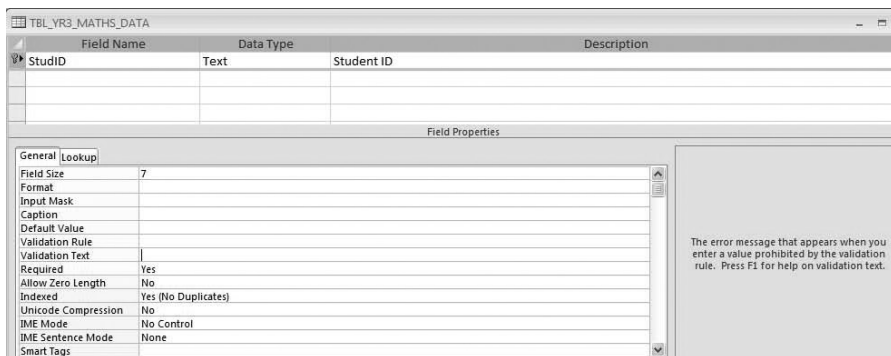 TBL_YR3_MATHS_DATA
Field Name Data Type Description
StudID Text Student ID
Field Properties
General Lookup
Field Size 7
Format
Input Mask
Caption
Default Value
Validation Rule
Validation Text
Required Yes
Allow Zero Length No
Indexed Yes (No Duplicates)
Unicode Compression No
IME Mode No Control
IME Sentence Mode None
Smart Tags
The error message that appears when you
enter a value prohibited by the validation
rule. Press F1 for help on validation text.